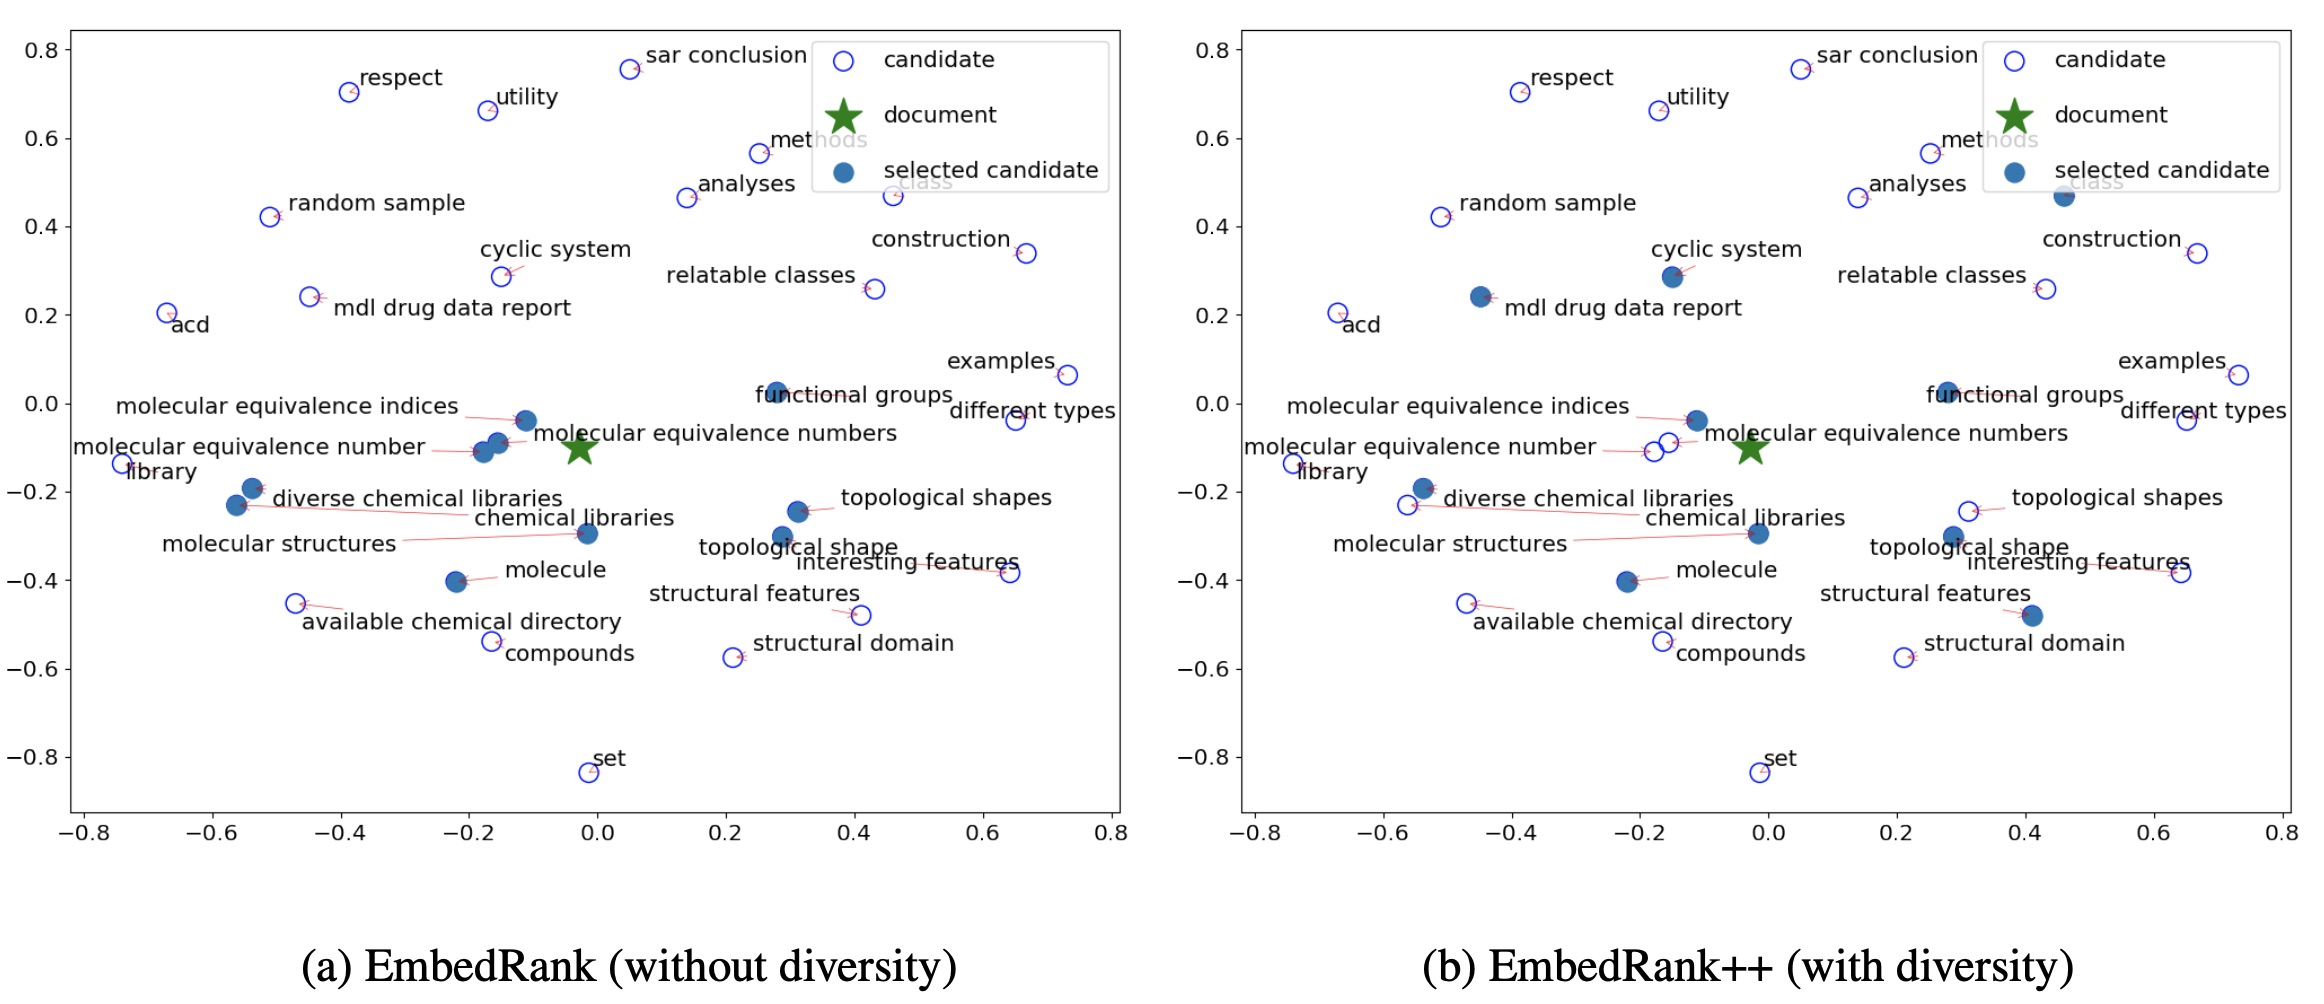 0.8
0.6
0.4
0.2
0.0
−0.2
−0.4
−0.6
−0.8
−0.8
−0.6
−0.4
−0.2
0.0
0.2
0.4
0.6
0.8
candidate
document
selected candidate
sar conclusion
respect
utility
methods
analyses
class
random sample
construction
cyclic system
relatable classes
mdl drug data report
acd
examples
functional groups
molecular equivalence indices
different types
molecular equivalence numbers
molecular equivalence number
library
diverse chemical libraries
topological shapes
chemical libraries
molecular structures
topological shape
interesting features
molecule
structural features
available chemical directory
structural domain
compounds
set
(a) EmbedRank (without diversity)
0.8
0.6
0.4
0.2
0.0
−0.2
−0.4
−0.6
−0.8
−0.8
−0.6
−0.4
−0.2
0.0
0.2
0.4
0.6
0.8
candidate
document
selected candidate
sar conclusion
respect
utility
methods
analyses
class
random sample
construction
cyclic system
relatable classes
mdl drug data report
acd
examples
functional groups
molecular equivalence indices
different types
molecular equivalence numbers
molecular equivalence number
library
diverse chemical libraries
topological shapes
chemical libraries
molecular structures
topological shape
interesting features
molecule
structural features
available chemical directory
structural domain
compounds
set
(b) EmbedRank++ (with diversity)